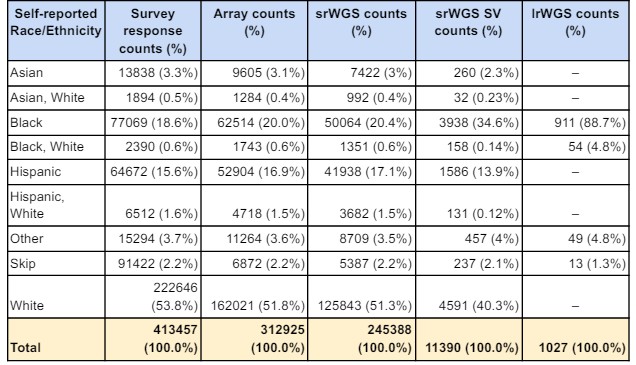 Self-reported Race/Ethnicity | Survey response counts (%) | Array counts (%) | srWGS counts (%) | srWGS SV counts (%) | lrWGS counts (%)
Asian | 13838 (3.3%) | 9605 (3.1%) | 7422 (3%) | 260 (2.3%) | –
Asian, White | 1894 (0.5%) | 1284 (0.4%) | 992 (0.4%) | 32 (0.23%) | –
Black | 77069 (18.6%) | 62514 (20.0%) | 50064 (20.4%) | 3938 (34.6%) | 911 (88.7%)
Black, White | 2390 (0.6%) | 1743 (0.6%) | 1351 (0.6%) | 158 (0.14%) | 54 (4.8%)
Hispanic | 64672 (15.6%) | 52904 (16.9%) | 41938 (17.1%) | 1586 (13.9%) | –
Hispanic, White | 6512 (1.6%) | 4718 (1.5%) | 3682 (1.5%) | 131 (0.12%) | –
Other | 15294 (3.7%) | 11264 (3.6%) | 8709 (3.5%) | 457 (4%) | 49 (4.8%)
Skip | 91422 (2.2%) | 6872 (2.2%) | 5387 (2.2%) | 237 (2.1%) | 13 (1.3%)
White | 222646 (53.8%) | 162021 (51.8%) | 125843 (51.3%) | 4591 (40.3%) | –
Total | 413457 (100.0%) | 312925 (100.0%) | 245388 (100.0%) | 11390 (100.0%) | 1027 (100.0%)